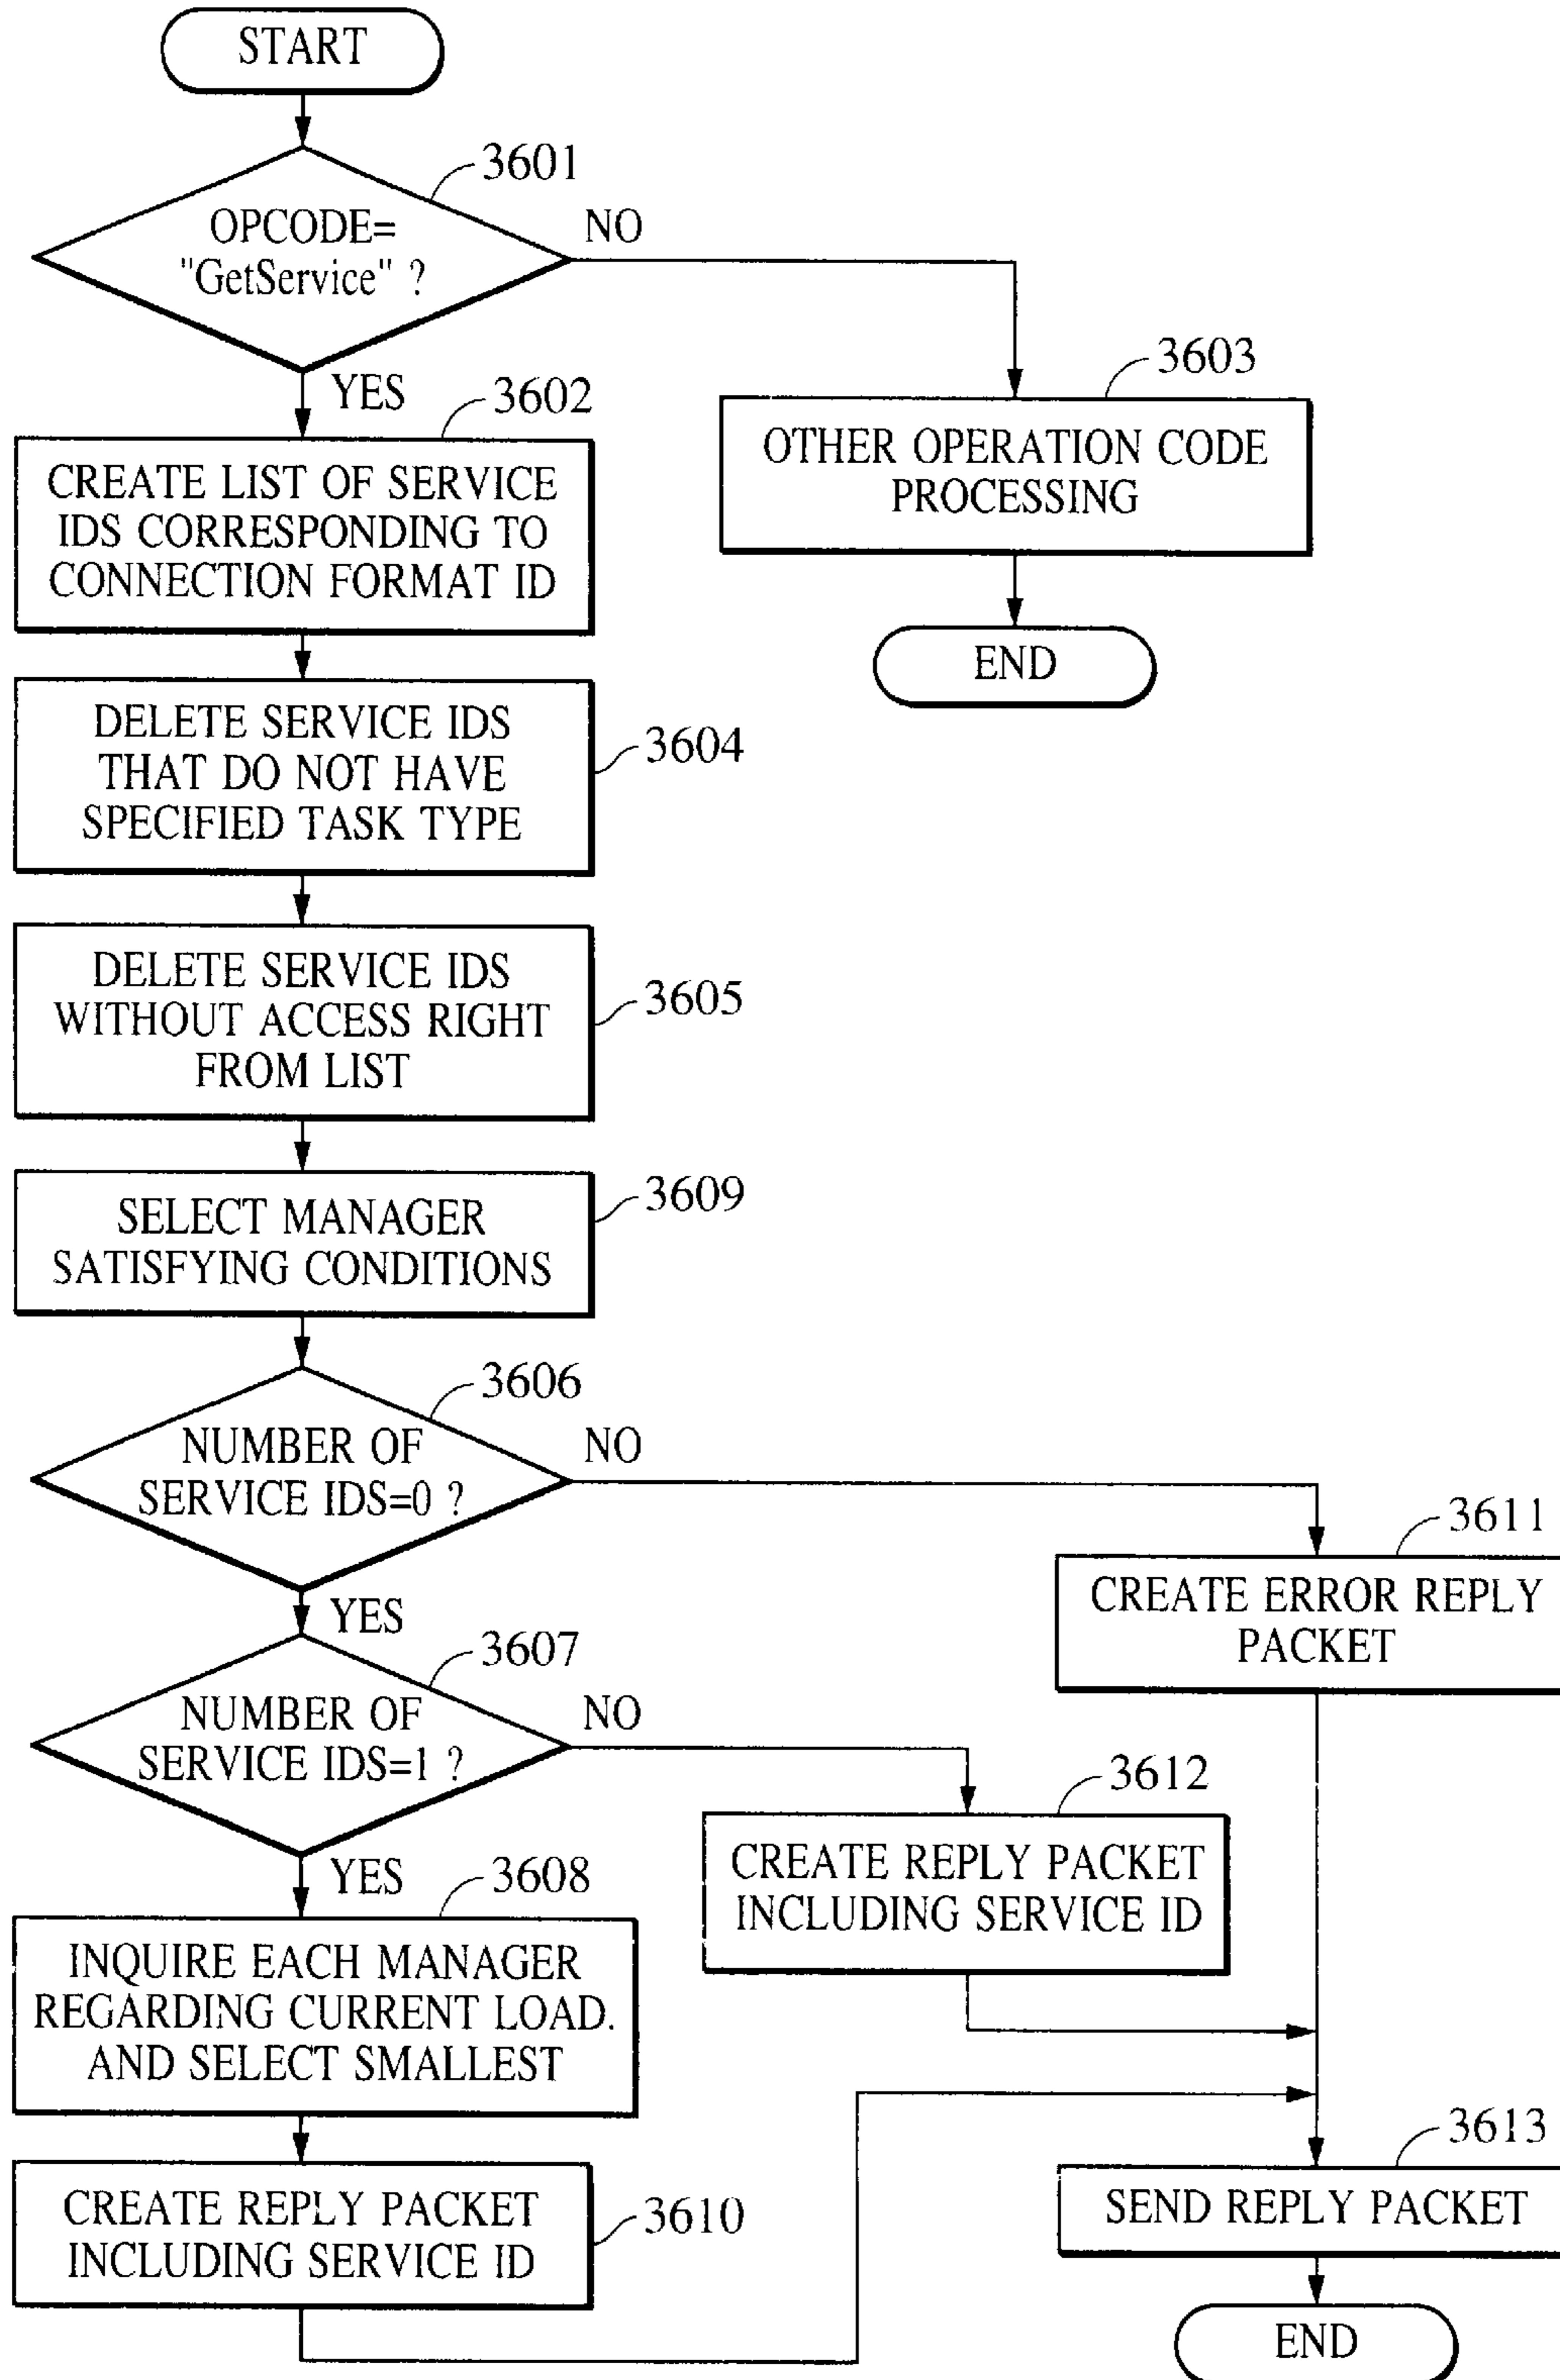 START
3601
OPCODE=
"GetService" ?
NO
YES
3602
CREATE LIST OF SERVICE
IDS CORRESPONDING TO
CONNECTION FORMAT ID
3603
OTHER OPERATION CODE
PROCESSING
END
DELETE SERVICE IDS
THAT DO NOT HAVE
SPECIFIED TASK TYPE
3604
DELETE SERVICE IDS
WITHOUT ACCESS RIGHT
FROM LIST
3605
SELECT MANAGER
SATISFYING CONDITIONS
3609
3606
NUMBER OF
SERVICE IDS=0 ?
NO
YES
3611
CREATE ERROR REPLY
PACKET
3607
NUMBER OF
SERVICE IDS=1 ?
NO
YES
3612
CREATE REPLY PACKET
INCLUDING SERVICE ID
3608
INQUIRE EACH MANAGER
REGARDING CURRENT LOAD.
AND SELECT SMALLEST
CREATE REPLY PACKET
INCLUDING SERVICE ID
3610
3613
SEND REPLY PACKET
END